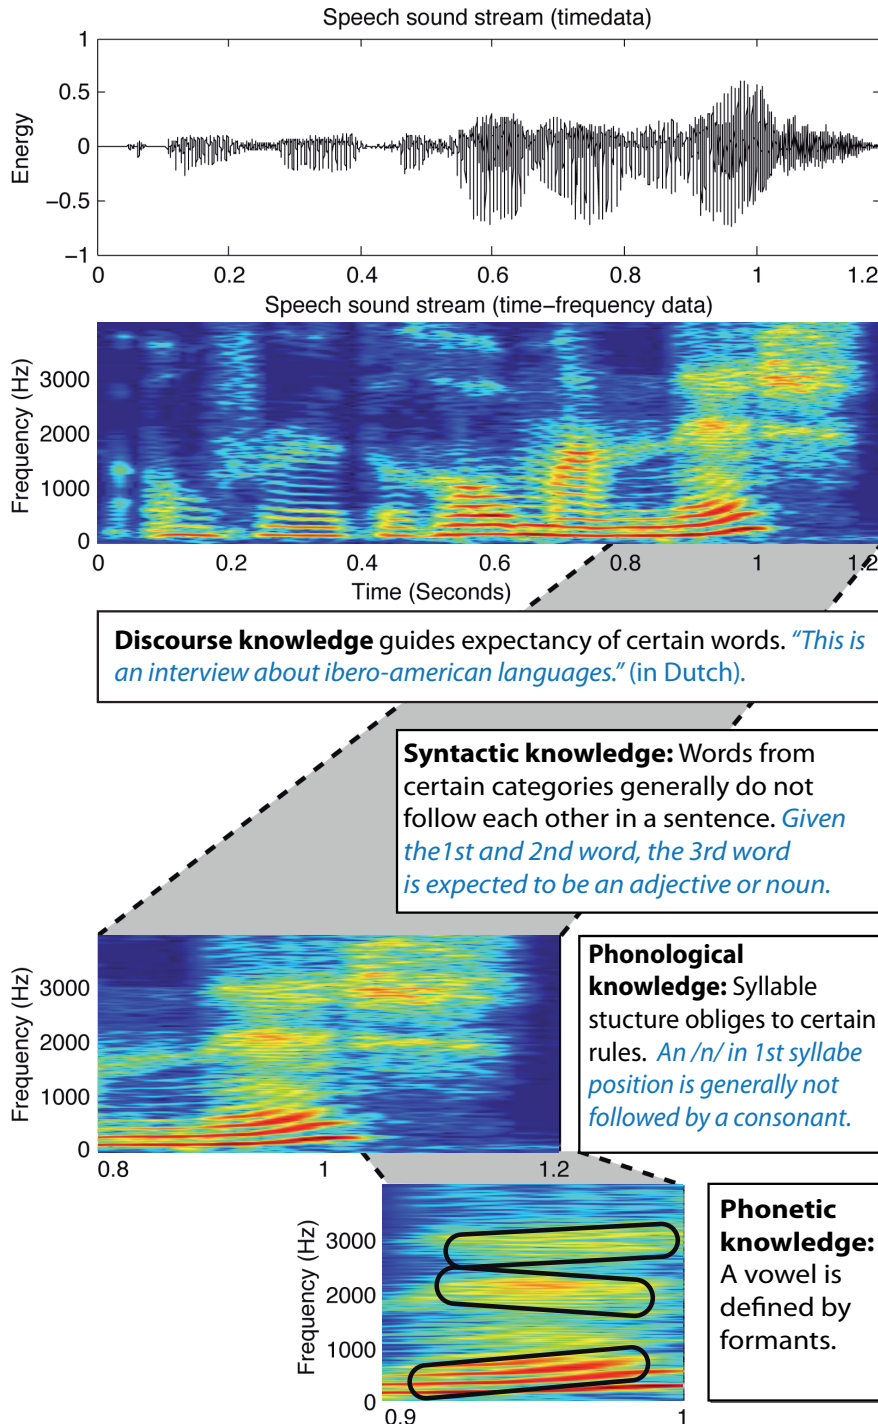 Speech sound stream (timedata)
1
0.5
0
−0.5
−1
Energy
0 0.2 0.4 0.6 0.8 1 1.2
Speech sound stream (time−frequency data)
3000
2000
1000
0
Frequency (Hz)
0 0.2 0.4 0.6 0.8 1 1.2
Time (Seconds)
Discourse knowledge guides expectancy of certain words. “This is
an interview about ibero-american languages.” (in Dutch).
Syntactic knowledge: Words from
certain categories generally do not
follow each other in a sentence. Given
the1st and 2nd word, the 3rd word
is expected to be an adjective or noun.
3000
2000
1000
0
Frequency (Hz)
0.8 1 1.2
Phonological
knowledge: Syllable
stucture obliges to certain
rules. An /n/ in 1st syllabe
position is generally not
followed by a consonant.
3000
2000
1000
0
Frequency (Hz)
0.9 1
Phonetic
knowledge:
A vowel is
defined by
formants.